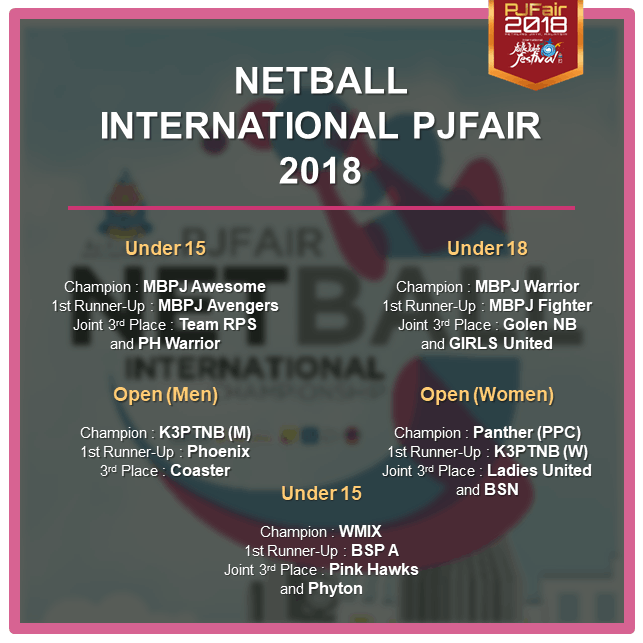 PJFair
2018
Festival
NETBALL
INTERNATIONAL PJFAIR
2018
Under 15
Champion : MBPJ Awesome
1st Runner-Up : MBPJ Avengers
Joint 3rd Place : Team RPS
and PH Warrior
Under 18
Champion : MBPJ Warrior
1st Runner-Up : MBPJ Fighter
Joint 3rd Place : Golen NB
and GIRLS United
Open (Men)
Champion : K3PTNB (M)
1st Runner-Up : Phoenix
3rd Place : Coaster
Open (Women)
Champion : Panther (PPC)
1st Runner-Up : K3PTNB (W)
Joint 3rd Place : Ladies United
and BSN
Under 15
Champion : WMIX
1st Runner-Up : BSP A
Joint 3rd Place : Pink Hawks
and Phyton
PJFAIR
NETBALL
INTERNATIONAL
CHAMPIONSHIP